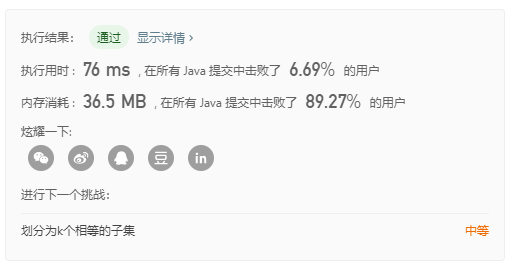 执行结果： 通过 显示详情 ›
执行用时 : 76 ms , 在所有 Java 提交中击败了 6.69% 的用户
内存消耗 : 36.5 MB , 在所有 Java 提交中击败了 89.27% 的用户
炫耀一下:
豆 in
进行下一个挑战：
划分为k个相等的子集 中等